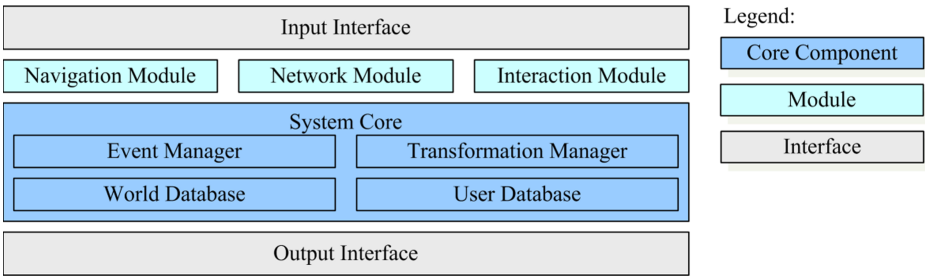 Input Interface
Navigation Module
Network Module
Interaction Module
System Core
Event Manager
Transformation Manager
World Database
User Database
Output Interface
Legend:
Core Component
Module
Interface